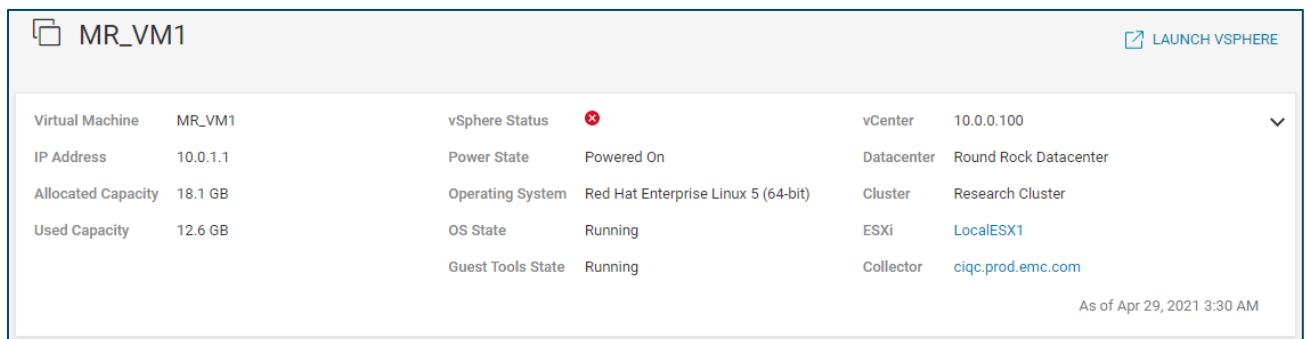 MR_VM1
LAUNCH VSPHERE
Virtual Machine MR_VM1 vSphere Status vCenter 10.0.0.100
IP Address 10.0.1.1 Power State Powered On Datacenter Round Rock Datacenter
Allocated Capacity 18.1 GB Operating System Red Hat Enterprise Linux 5 (64-bit) Cluster Research Cluster
Used Capacity 12.6 GB OS State Running ESXi LocalESX1
Guest Tools State Running Collector ciqc.prod.emc.com
As of Apr 29, 2021 3:30 AM